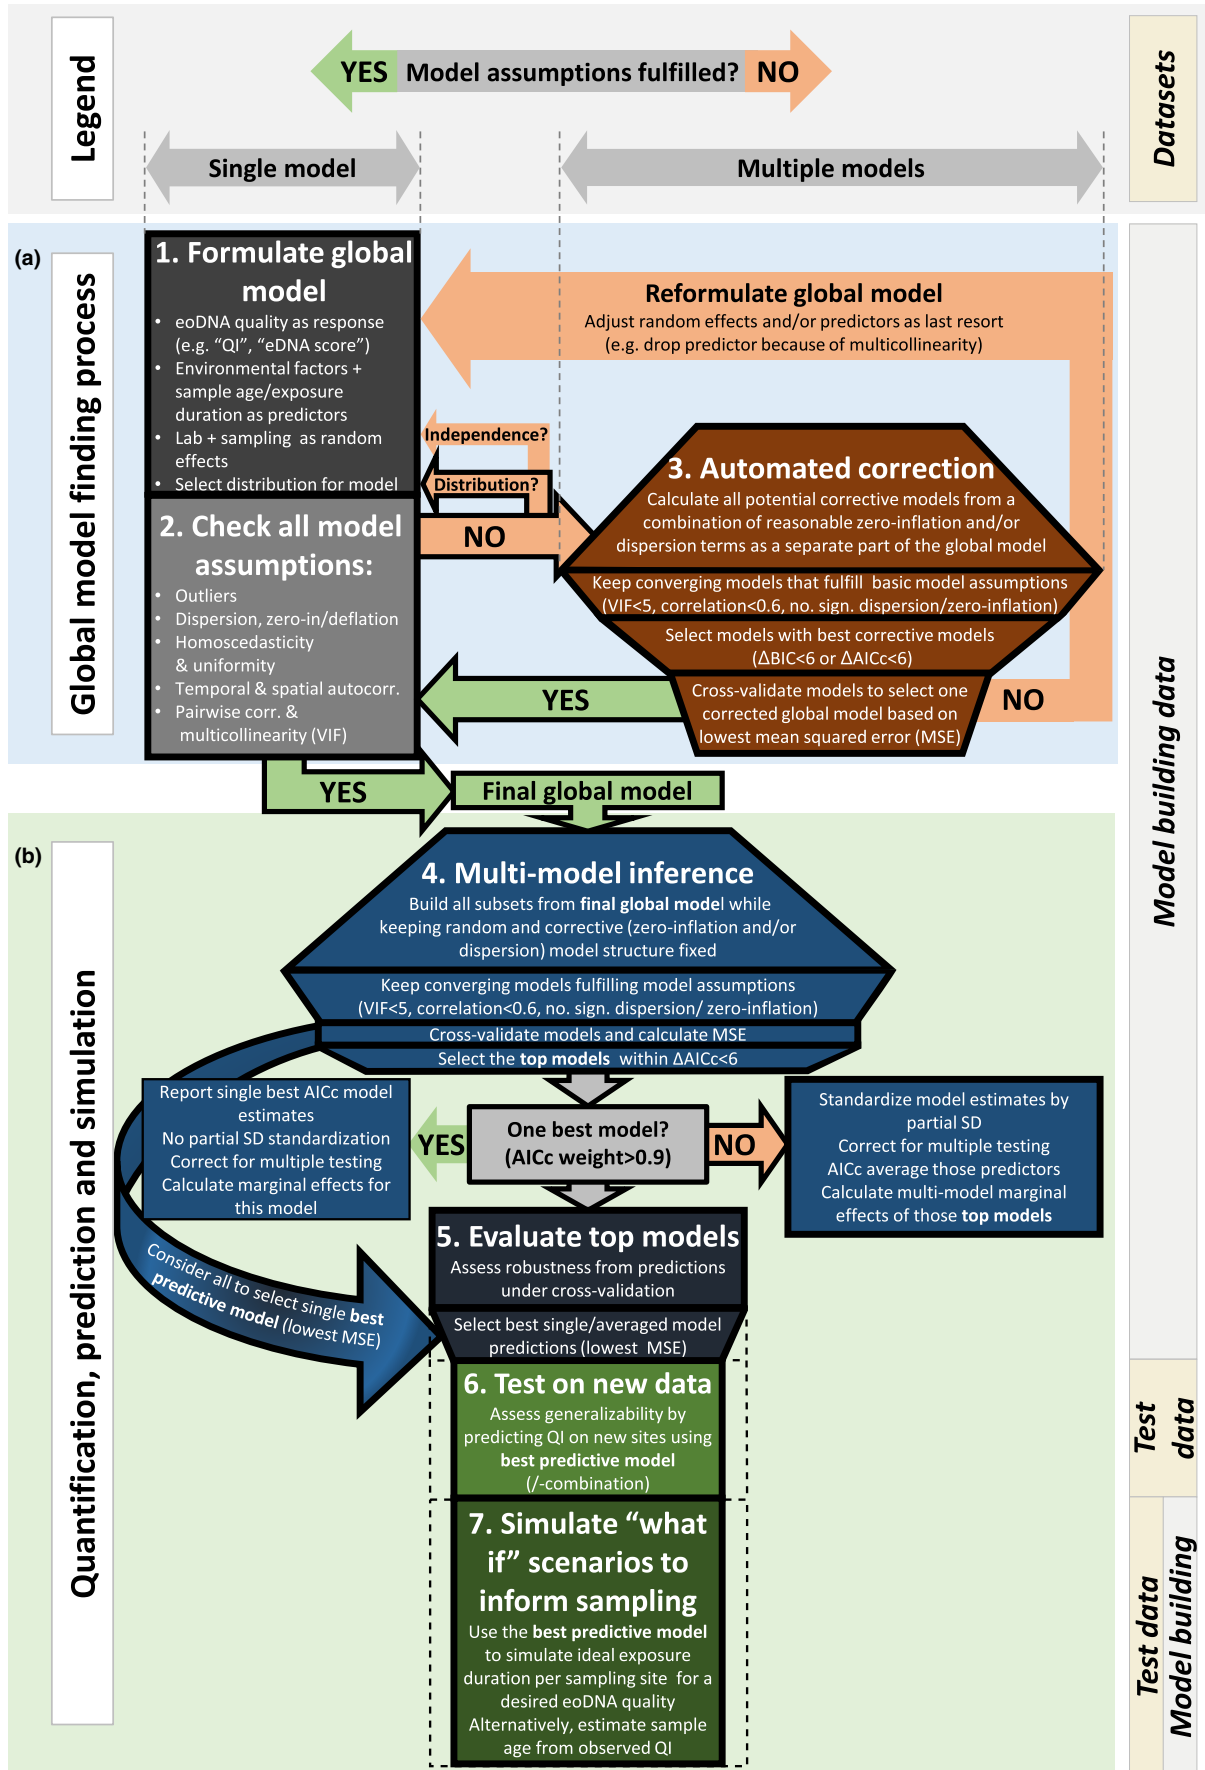 Legend
YES
Model assumptions fulfilled?
NO
Datasets
Single model
Multiple models
(a)
Global model finding process
1. Formulate global
model
• eoDNA quality as response
(e.g. “QI”, “eDNA score”)
• Environmental factors +
sample age/exposure
duration as predictors
• Lab + sampling as random
effects
• Select distribution for model
Reformulate global model
Adjust random effects and/or predictors as last resort
(e.g. drop predictor because of multicollinearity)
Independence?
Distribution?
NO
2. Check all model
assumptions:
• Outliers
• Dispersion, zero-in/deflation
• Homoscedasticity
& uniformity
• Temporal & spatial autocorr.
• Pairwise corr. &
multicollinearity (VIF)
3. Automated correction
Calculate all potential corrective models from a
combination of reasonable zero-inflation and/or
dispersion terms as a separate part of the global model
Keep converging models that fulfill basic model assumptions
(VIF<5, correlation<0.6, no. sign. dispersion/zero-inflation)
Select models with best corrective models
(ΔBIC<6 or ΔAICc<6)
Cross-validate models to select one
corrected global model based on
lowest mean squared error (MSE)
YES
NO
YES
Final global model
Model building data
(b)
Quantification, prediction and simulation
4. Multi-model inference
Build all subsets from final global model while
keeping random and corrective (zero-inflation and/or
dispersion) model structure fixed
Keep converging models fulfilling model assumptions
(VIF<5, correlation<0.6, no. sign. dispersion/ zero-inflation)
Cross-validate models and calculate MSE
Select the top models within ΔAICc<6
Report single best AICc model
estimates
No partial SD standardization
Correct for multiple testing
Calculate marginal effects for
this model
YES
One best model?
(AICc weight>0.9)
NO
Standardize model estimates by
partial SD
Correct for multiple testing
AICc average those predictors
Calculate multi-model marginal
effects of those top models
Consider all to select single best
predictive model (lowest MSE)
5. Evaluate top models
Assess robustness from predictions
under cross-validation
Select best single/averaged model
predictions (lowest MSE)
6. Test on new data
Assess generalizability by
predicting QI on new sites using
best predictive model
(/-combination)
Test
data
7. Simulate “what
if” scenarios to
inform sampling
Use the best predictive model
to simulate ideal exposure
duration per sampling site for a
desired eoDNA quality
Alternatively, estimate sample
age from observed QI
Test data
Model building